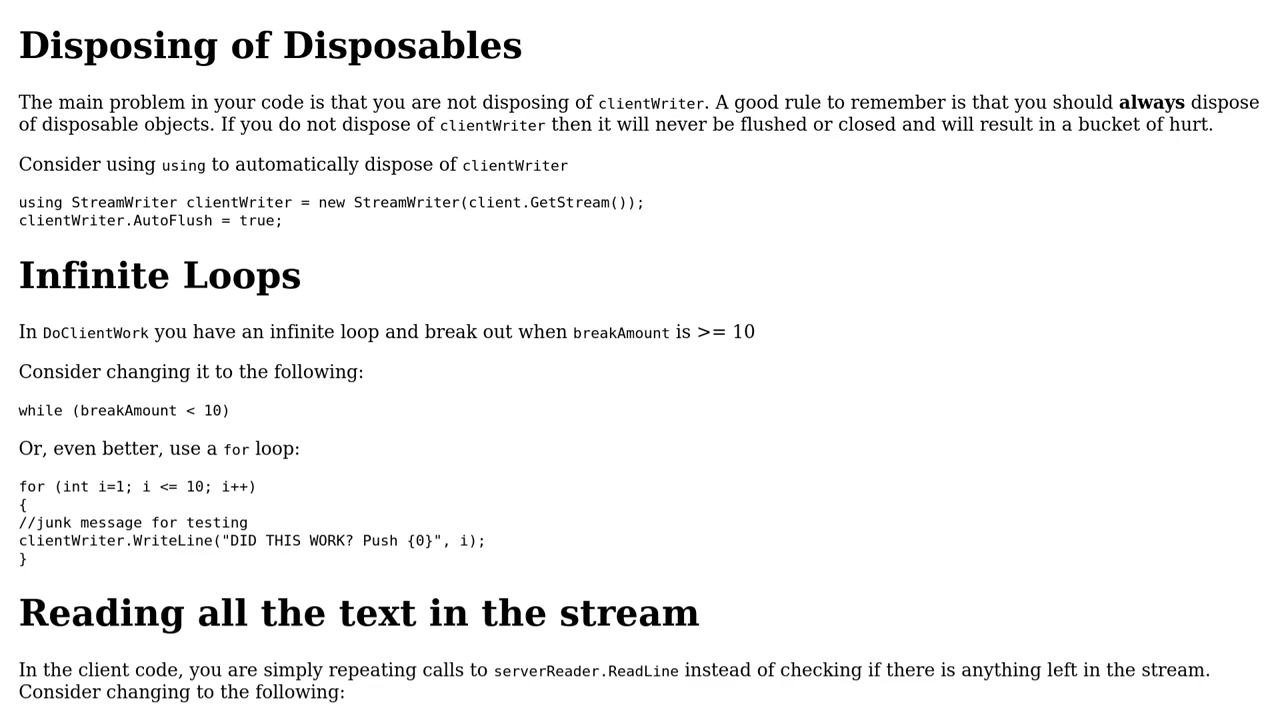 Disposing of Disposables
The main problem in your code is that you are not disposing of clientWriter. A good rule to remember is that you should always dispose
of disposable objects. If you do not dispose of clientWriter then it will never be flushed or closed and will result in a bucket of hurt.
Consider using using to automatically dispose of clientWriter
using StreamWriter clientWriter = new StreamWriter(client.GetStream());
clientWriter.AutoFlush = true;
Infinite Loops
In DoClientWork you have an infinite loop and break out when breakAmount is >= 10
Consider changing it to the following:
while (breakAmount < 10)
Or, even better, use a for loop:
for (int i=1; i <= 10; i++)
{
//junk message for testing
clientWriter.WriteLine("DID THIS WORK? Push {0}", i);
}
Reading all the text in the stream
In the client code, you are simply repeating calls to serverReader.ReadLine instead of checking if there is anything left in the stream.
Consider changing to the following: